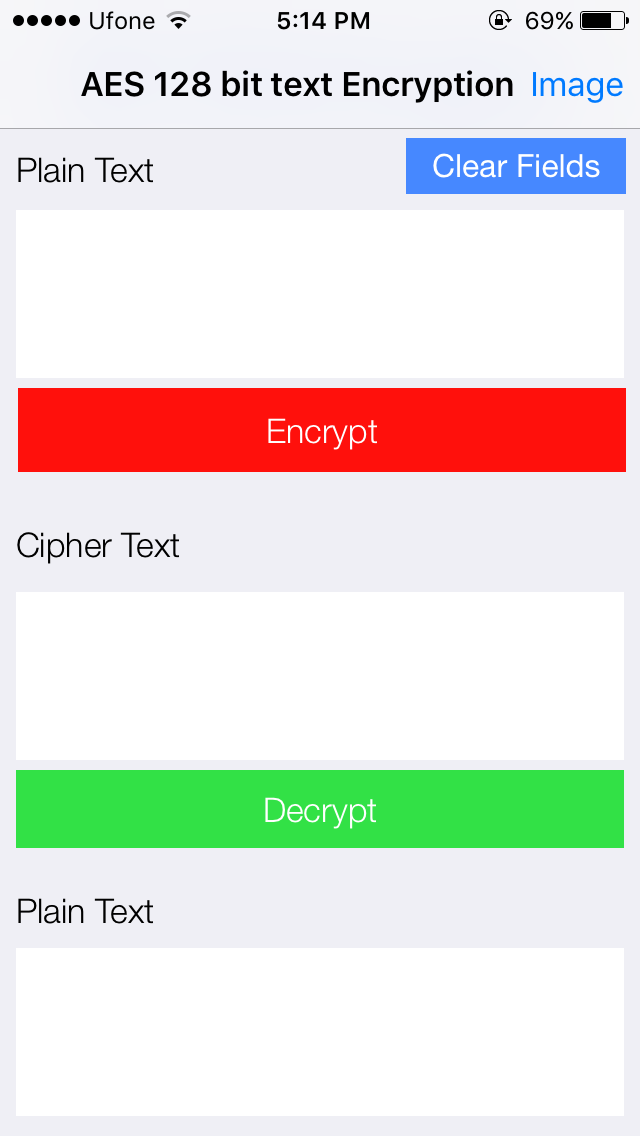 Ufone 5:14 PM 69%
AES 128 bit text Encryption Image
Plain Text Clear Fields
Encrypt
Cipher Text
Decrypt
Plain Text